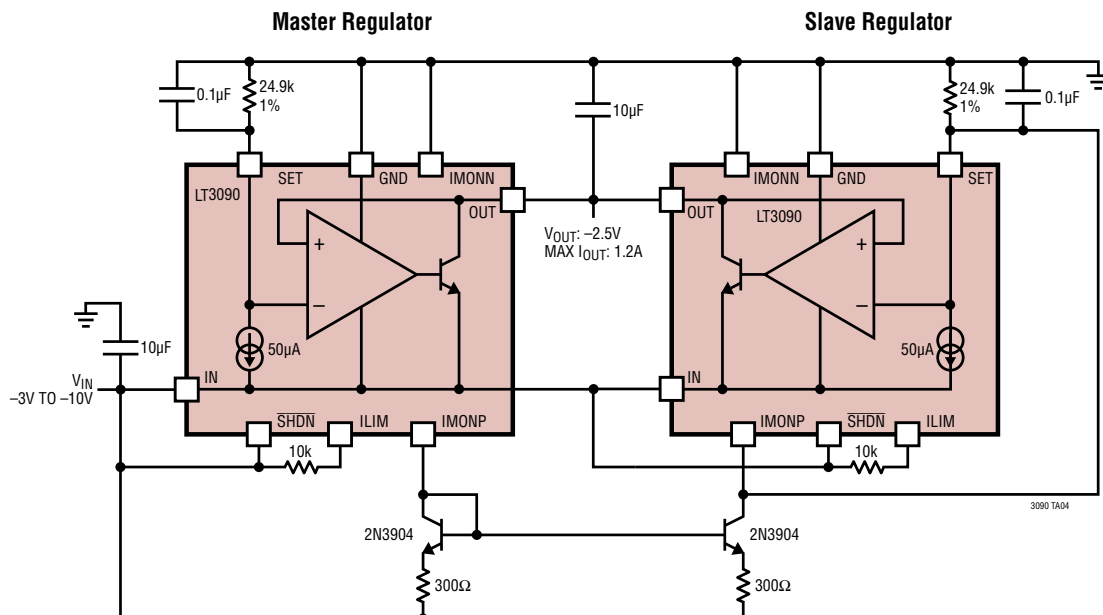 Master Regulator
Slave Regulator
0.1µF
24.9k
1%
10µF
24.9k
1%
0.1µF
LT3090
SET
GND
IMONN
OUT
+
–
50µA
IN
SHDN
ILIM
IMONP
10k
V_OUT: –2.5V
MAX I_OUT: 1.2A
IMONN
GND
SET
OUT
LT3090
+
–
50µA
IN
IMONP
SHDN
ILIM
10k
10µF
V_IN
–3V TO –10V
2N3904
2N3904
300Ω
300Ω
3090 TA04